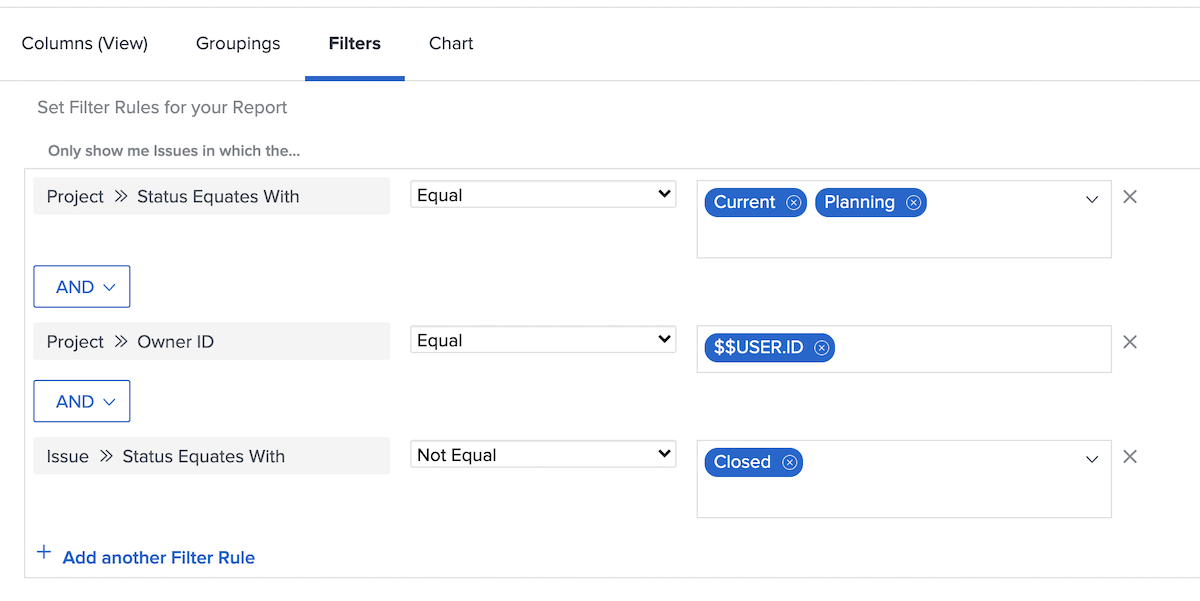 Columns (View) Groupings Filters Chart
Set Filter Rules for your Report
Only show me Issues in which the...
Project » Status Equates With Equal Current Planning
AND
Project » Owner ID Equal $$USER.ID
AND
Issue » Status Equates With Not Equal Closed
+ Add another Filter Rule